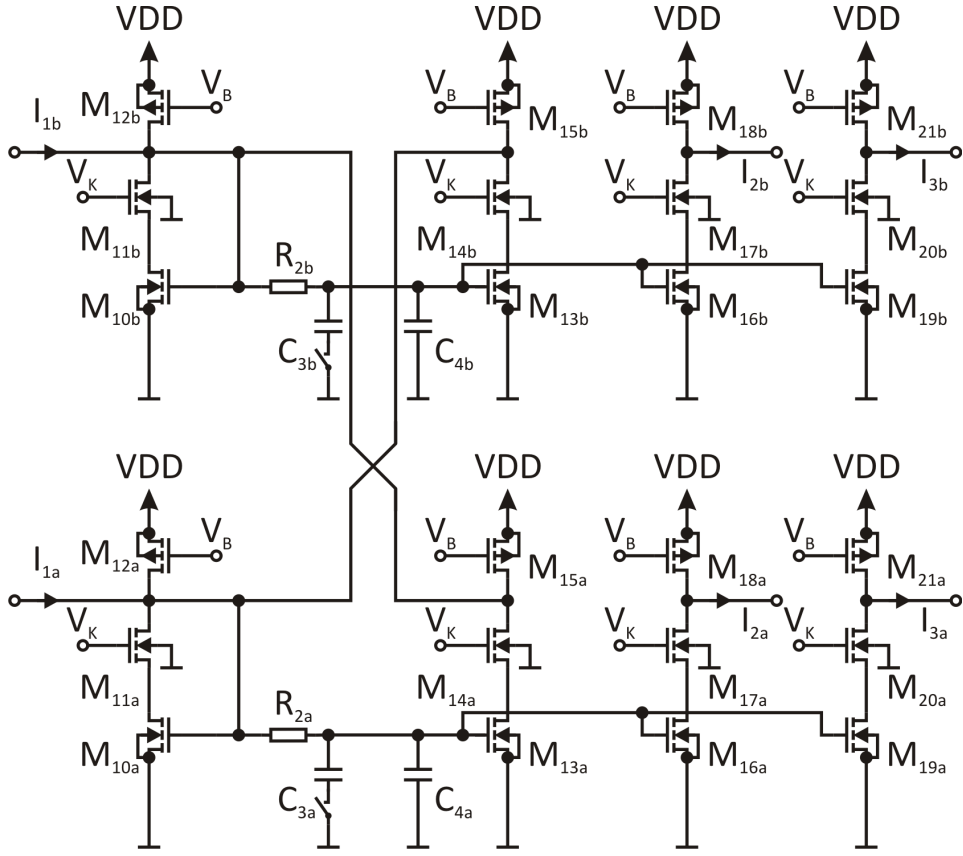 VDD VDD VDD VDD
M12b VB VB M15b VB M18b VB M21b
I1b I2b I3b
VK VK VK VK
M11b M14b M17b M20b
R2b
M10b M13b M16b M19b
C3b C4b
VDD VDD VDD VDD
M12a VB VB M15a VB M18a VB M21a
I1a I2a I3a
VK VK VK VK
M11a M14a M17a M20a
R2a
M10a M13a M16a M19a
C3a C4a